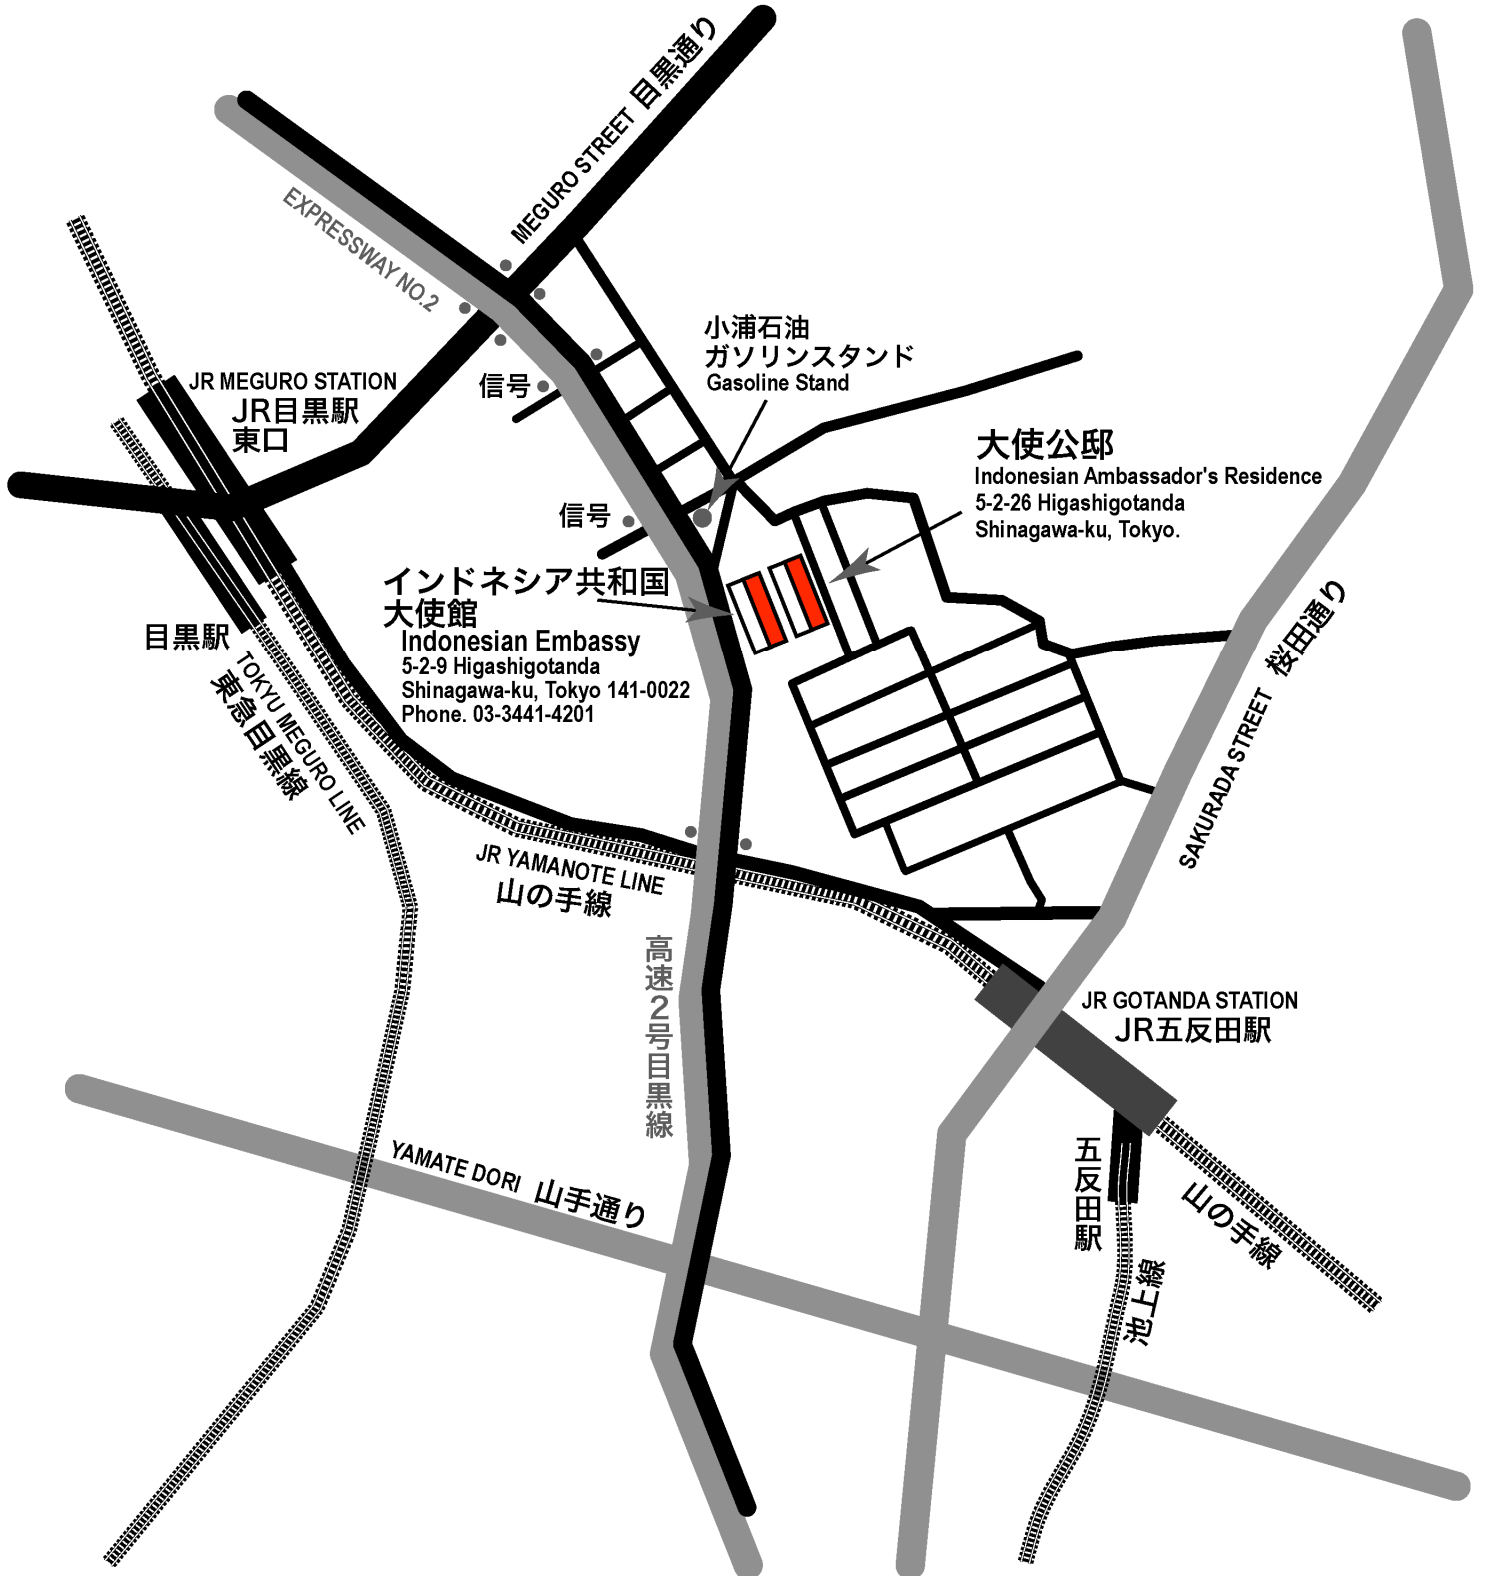 MEGURO STREET 目黒通り
EXPRESSWAY NO.2
小浦石油
ガソリンスタンド
Gasoline Stand
JR MEGURO STATION
JR目黒駅
東口
信号
大使公邸
Indonesian Ambassador's Residence
5-2-26 Higashigotanda
Shinagawa-ku, Tokyo.
信号
インドネシア共和国
大使館
Indonesian Embassy
5-2-9 Higashigotanda
Shinagawa-ku, Tokyo 141-0022
Phone. 03-3441-4201
目黒駅
TOKYU MEGURO LINE
東急目黒線
SAKURADA STREET 桜田通り
JR YAMANOTE LINE
山の手線
高速2号目黒線
JR GOTANDA STATION
JR五反田駅
YAMATE DORI 山手通り
五反田駅
山の手線
池上線